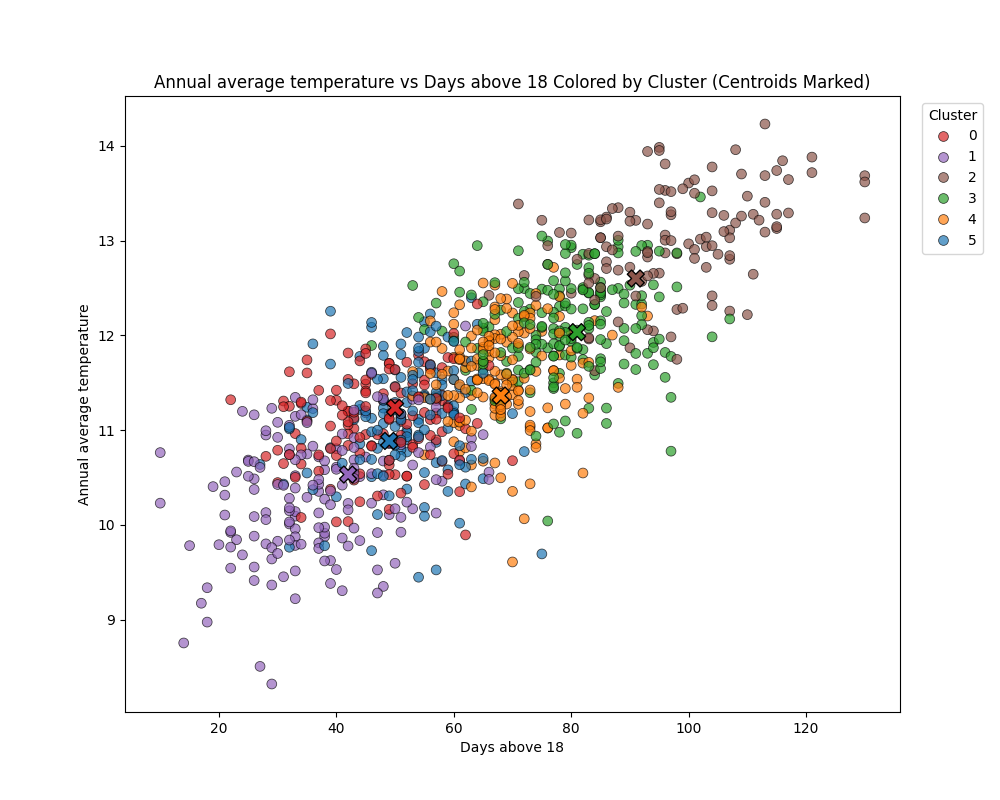 Annual average temperature vs Days above 18 Colored by Cluster (Centroids Marked)
Cluster
0
1
2
3
4
5
14
13
12
11
10
9
Annual average temperature
20 40 60 80 100 120
Days above 18